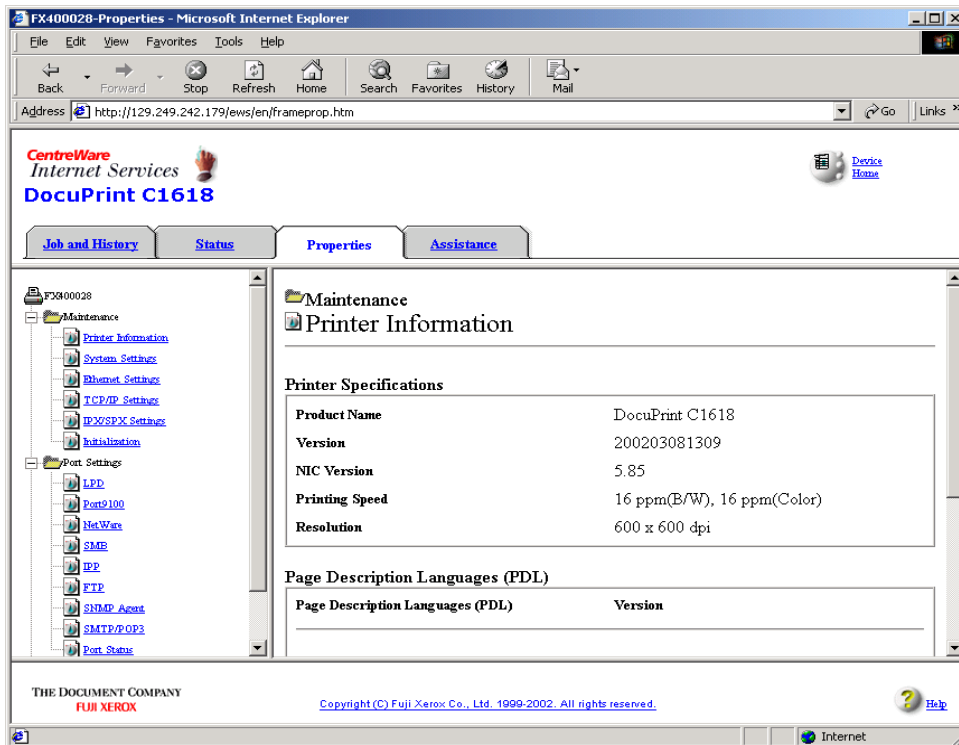 FX400028-Properties - Microsoft Internet Explorer
File Edit View Favorites Tools Help
Back Forward Stop Refresh Home Search Favorites History Mail
Address http://129.249.242.179/ews/en/frameprop.htm Go Links »
CentreWare
Internet Services
DocuPrint C1618
Device
Home
Job and History Status Properties Assistance
FX400028
Maintenance
Printer Information
System Settings
Ethernet Settings
TCP/IP Settings
IPX/SPX Settings
Initialization
Port Settings
LPD
Port9100
NetWare
SMB
IPP
FTP
SNMP Agent
SMTP/POP3
Port Status
Maintenance
Printer Information
Printer Specifications
Product Name DocuPrint C1618
Version 200203081309
NIC Version 5.85
Printing Speed 16 ppm(B/W), 16 ppm(Color)
Resolution 600 x 600 dpi
Page Description Languages (PDL)
Page Description Languages (PDL) Version
THE DOCUMENT COMPANY
FUJI XEROX
Copyright (C) Fuji Xerox Co., Ltd. 1999-2002. All rights reserved.
Help
Internet